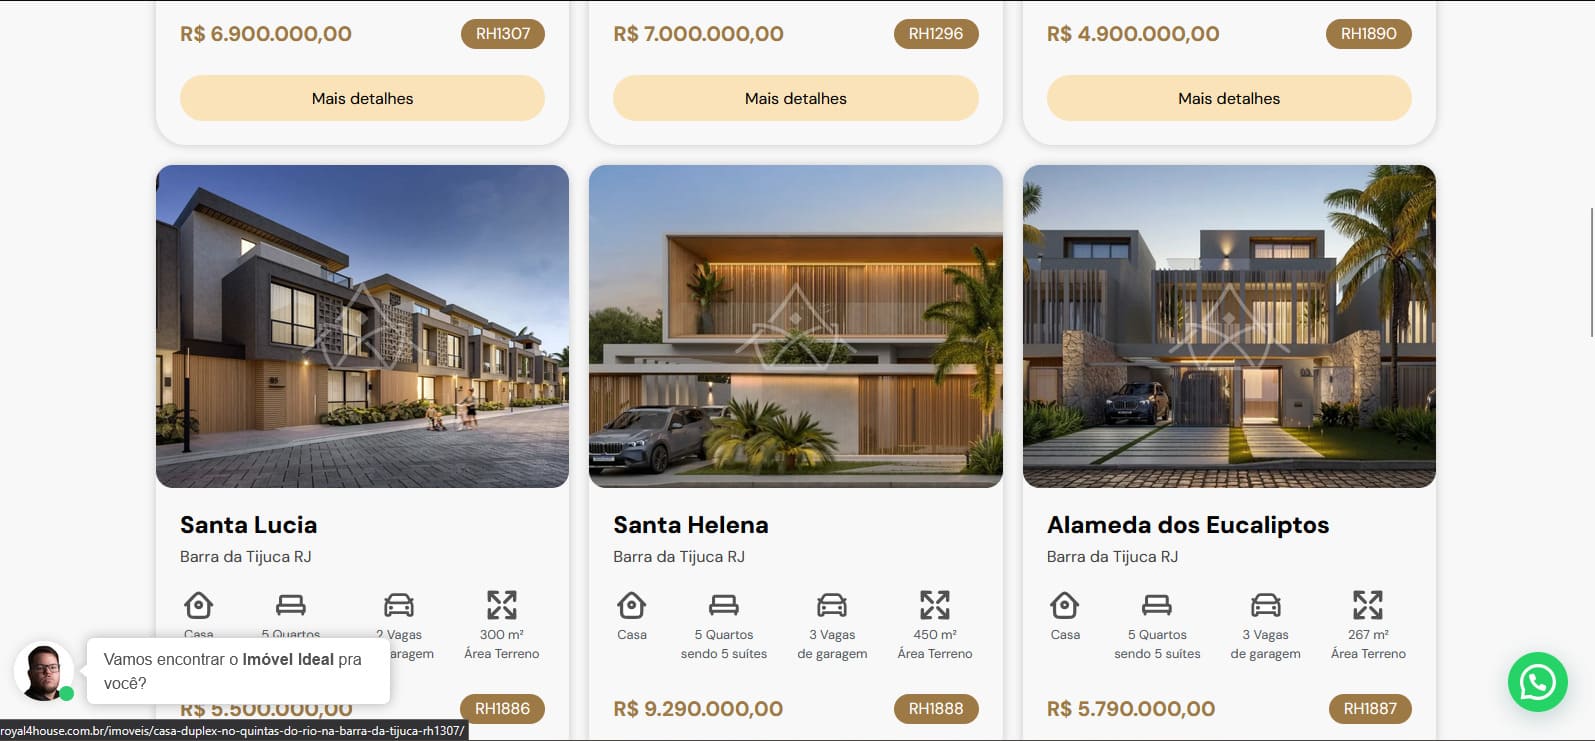 R$ 6.900.000,00 RH1307
R$ 7.000.000,00 RH1296
R$ 4.900.000,00 RH1890
Mais detalhes
Mais detalhes
Mais detalhes
Santa Lucia
Barra da Tijuca RJ
Casa
5 Quartos
2 Vagas
300 m²
Área Terreno
R$ 5.500.000,00 RH1886
Santa Helena
Barra da Tijuca RJ
Casa
5 Quartos
sendo 5 suítes
3 Vagas
de garagem
450 m²
Área Terreno
R$ 9.290.000,00 RH1888
Alameda dos Eucaliptos
Barra da Tijuca RJ
Casa
5 Quartos
sendo 5 suítes
3 Vagas
de garagem
267 m²
Área Terreno
R$ 5.790.000,00 RH1887
Vamos encontrar o Imóvel Ideal pra
você?
royal4house.com.br/imoveis/casa-duplex-no-quintas-do-rio-na-barra-da-tijuca-rh1307/